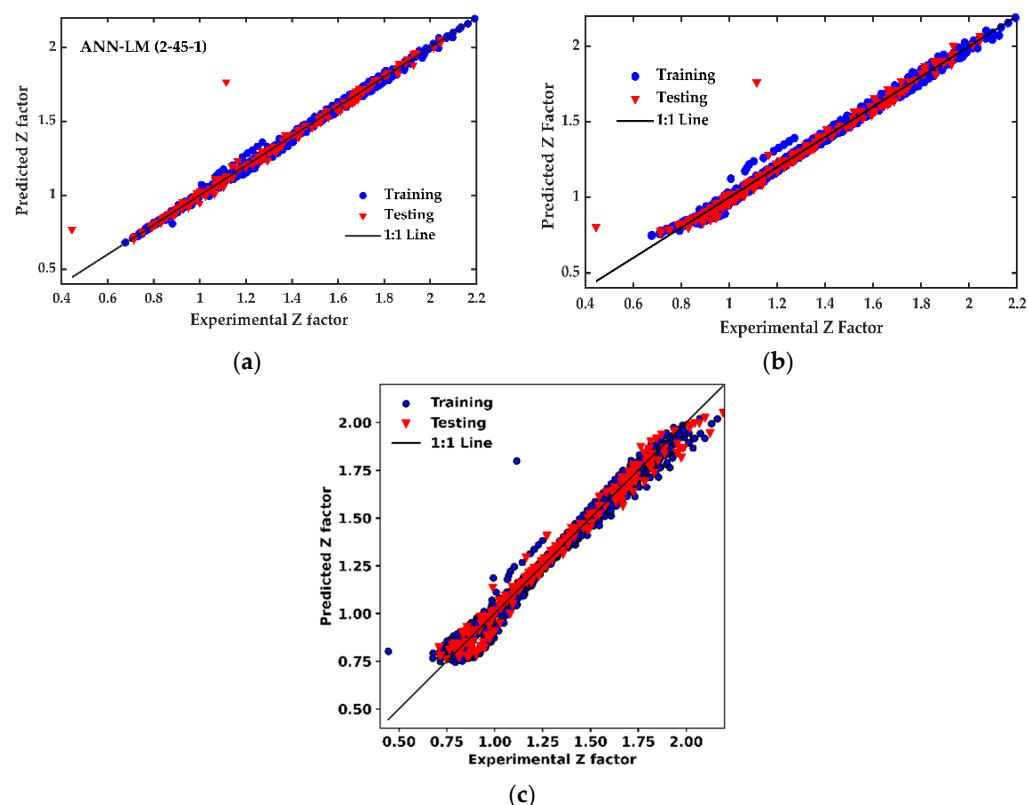 2
1.5
1
0.5
Predicted Z factor
ANN-LM (2-45-1)
Training
Testing
1:1 Line
0.4 0.6 0.8 1 1.2 1.4 1.6 1.8 2 2.2
Experimental Z factor
(a)
2
1.5
1
0.5
Predicted Z Factor
Training
Testing
1:1 Line
0.4 0.6 0.8 1 1.2 1.4 1.6 1.8 2 2.2
Experimental Z Factor
(b)
2.00
1.75
1.50
1.25
1.00
0.75
0.50
Predicted Z factor
Training
Testing
1:1 Line
0.50 0.75 1.00 1.25 1.50 1.75 2.00
Experimental Z factor
(c)